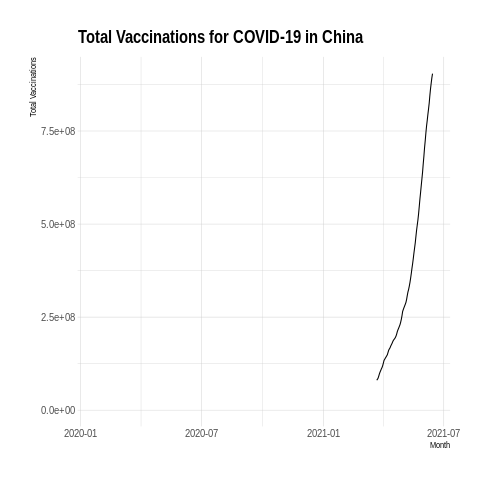 Total Vaccinations for COVID-19 in China
Total Vaccinations
7.5e+08
5.0e+08
2.5e+08
0.0e+00
2020-01 2020-07 2021-01 2021-07
Month